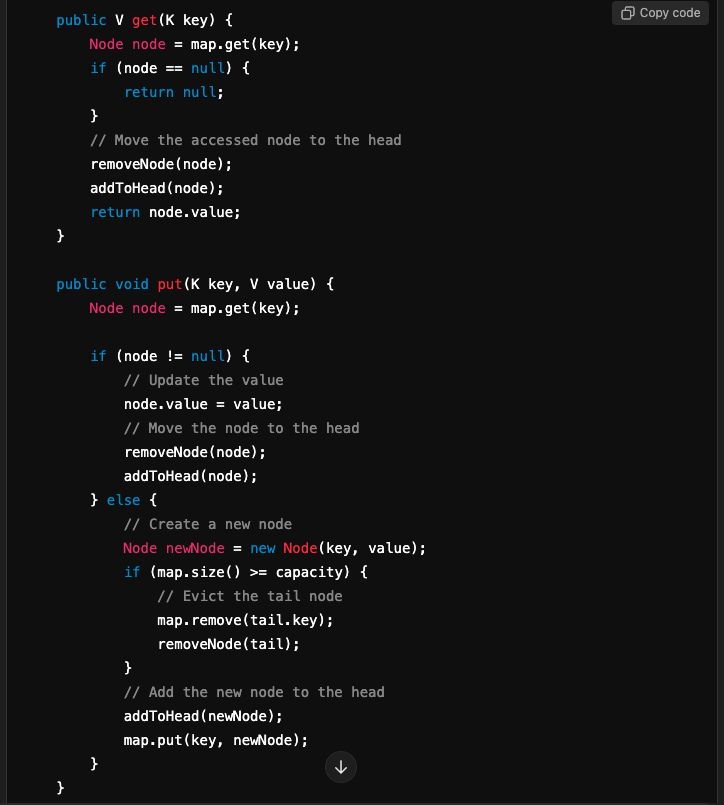 Copy code
public V get(K key) {
    Node node = map.get(key);
    if (node == null) {
        return null;
    }
    // Move the accessed node to the head
    removeNode(node);
    addToHead(node);
    return node.value;
}

public void put(K key, V value) {
    Node node = map.get(key);

    if (node != null) {
        // Update the value
        node.value = value;
        // Move the node to the head
        removeNode(node);
        addToHead(node);
    } else {
        // Create a new node
        Node newNode = new Node(key, value);
        if (map.size() >= capacity) {
            // Evict the tail node
            map.remove(tail.key);
            removeNode(tail);
        }
        // Add the new node to the head
        addToHead(newNode);
        map.put(key, newNode);
    }
}